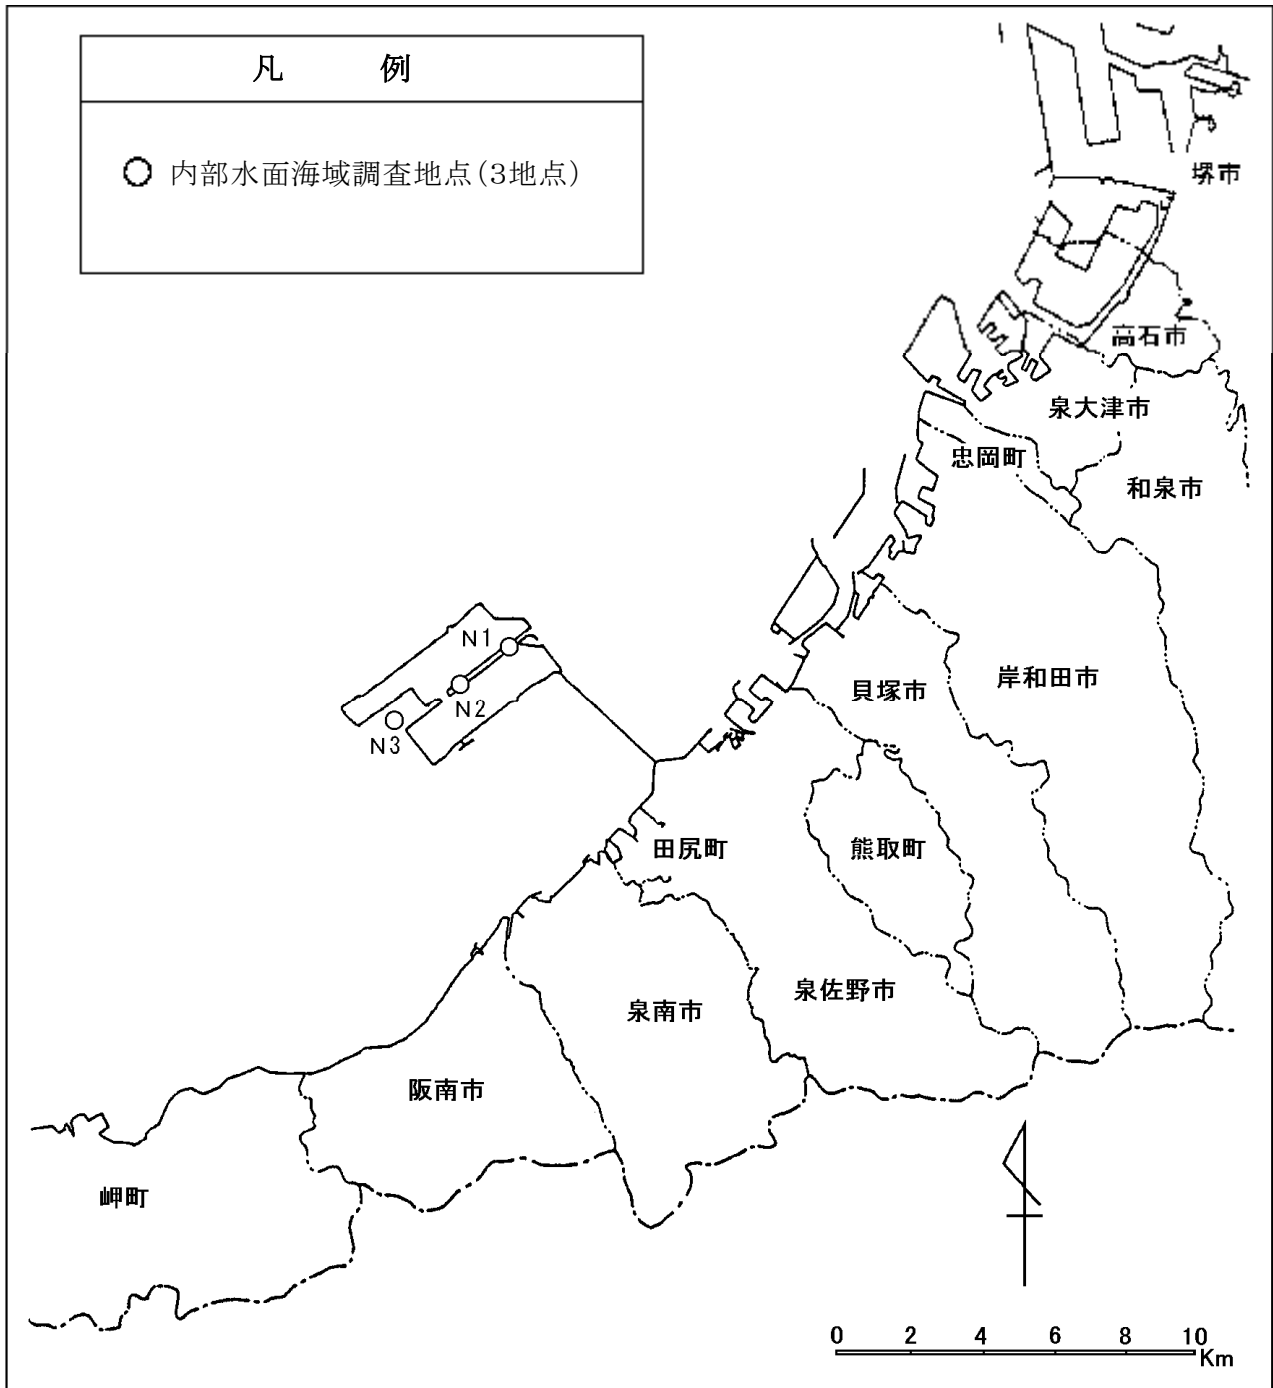 凡 例
内部水面海域調査地点(3地点)
堺市
高石市
泉大津市
忠岡町
和泉市
N1
岸和田市
貝塚市
N2
N3
田尻町
熊取町
泉佐野市
泉南市
阪南市
岬町
0 2 4 6 8 10
Km